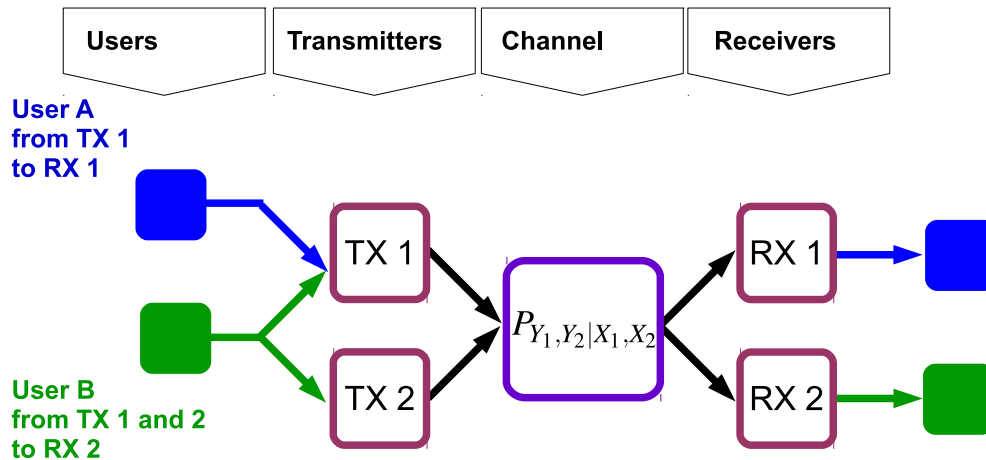 Users
Transmitters
Channel
Receivers
User A
from TX 1
to RX 1
TX 1
RX 1
P_{Y_1,Y_2|X_1,X_2}
TX 2
RX 2
User B
from TX 1 and 2
to RX 2